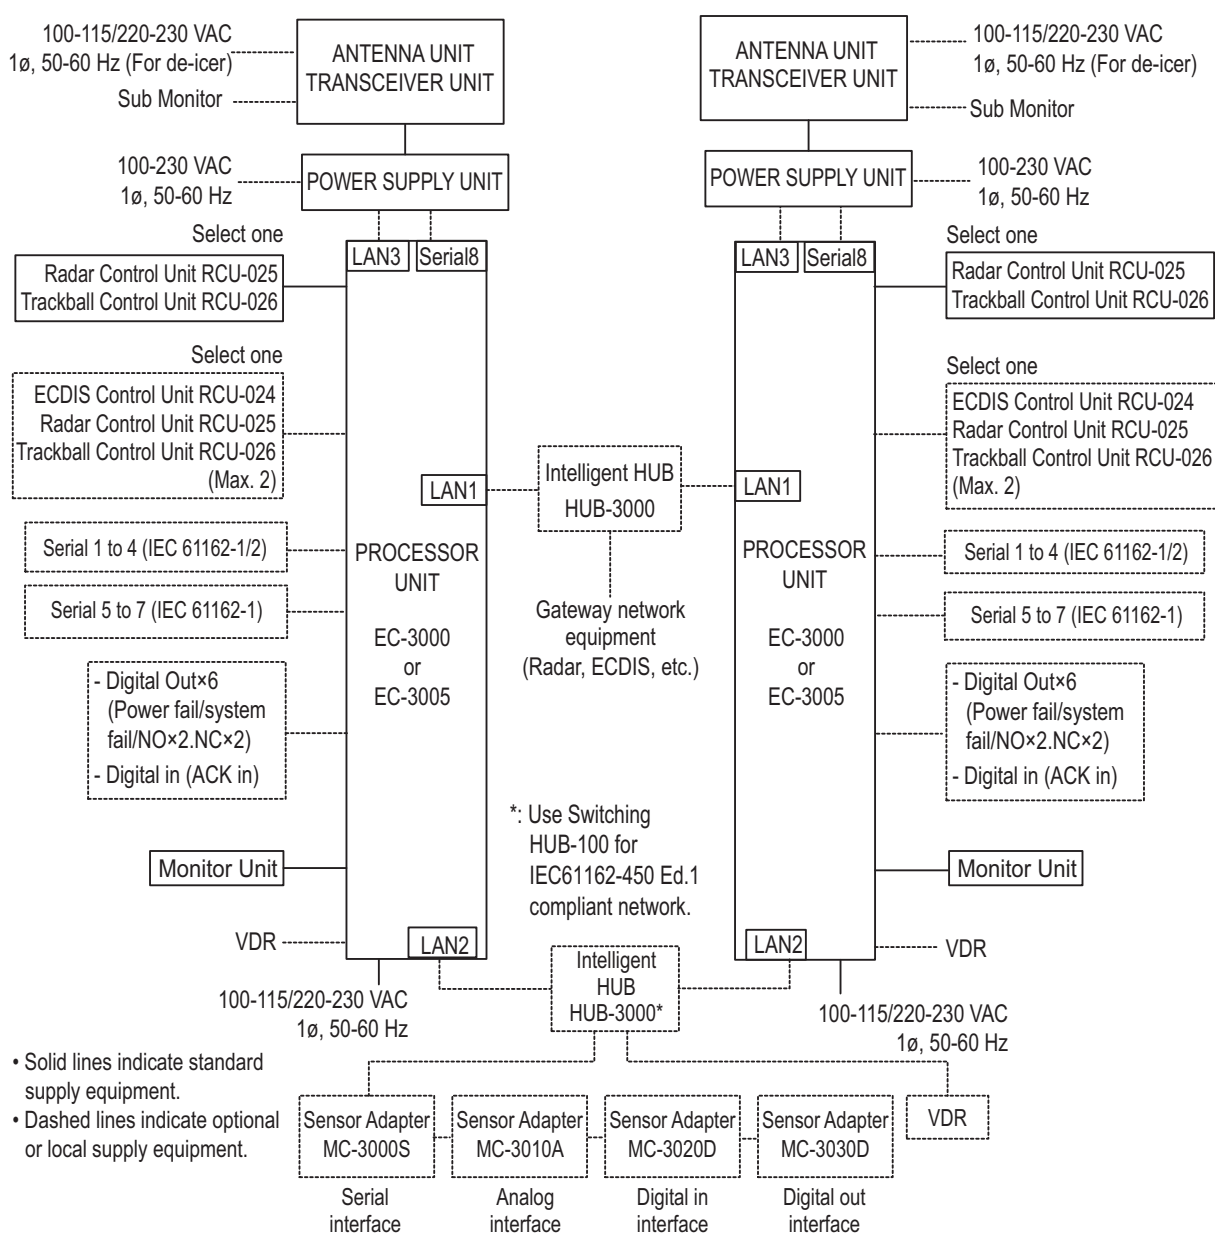 100-115/220-230 VAC
1ø, 50-60 Hz (For de-icer)
Sub Monitor
ANTENNA UNIT
TRANSCEIVER UNIT
100-230 VAC
1ø, 50-60 Hz
POWER SUPPLY UNIT
LAN3
Serial8
Select one
Radar Control Unit RCU-025
Trackball Control Unit RCU-026
Select one
ECDIS Control Unit RCU-024
Radar Control Unit RCU-025
Trackball Control Unit RCU-026
(Max. 2)
LAN1
Serial 1 to 4 (IEC 61162-1/2)
Serial 5 to 7 (IEC 61162-1)
PROCESSOR
UNIT
EC-3000
or
EC-3005
- Digital Out×6
(Power fail/system
fail/NO×2.NC×2)
- Digital in (ACK in)
Monitor Unit
VDR
LAN2
100-115/220-230 VAC
1ø, 50-60 Hz
Intelligent HUB
HUB-3000
Gateway network
equipment
(Radar, ECDIS, etc.)
*: Use Switching
HUB-100 for
IEC61162-450 Ed.1
compliant network.
Intelligent
HUB
HUB-3000*
ANTENNA UNIT
TRANSCEIVER UNIT
100-115/220-230 VAC
1ø, 50-60 Hz (For de-icer)
Sub Monitor
POWER SUPPLY UNIT
100-230 VAC
1ø, 50-60 Hz
LAN3
Serial8
Select one
Radar Control Unit RCU-025
Trackball Control Unit RCU-026
Select one
ECDIS Control Unit RCU-024
Radar Control Unit RCU-025
Trackball Control Unit RCU-026
(Max. 2)
LAN1
PROCESSOR
UNIT
EC-3000
or
EC-3005
Serial 1 to 4 (IEC 61162-1/2)
Serial 5 to 7 (IEC 61162-1)
- Digital Out×6
(Power fail/system
fail/NO×2.NC×2)
- Digital in (ACK in)
Monitor Unit
LAN2
VDR
100-115/220-230 VAC
1ø, 50-60 Hz
• Solid lines indicate standard
supply equipment.
• Dashed lines indicate optional
or local supply equipment.
Sensor Adapter
MC-3000S
Serial
interface
Sensor Adapter
MC-3010A
Analog
interface
Sensor Adapter
MC-3020D
Digital in
interface
Sensor Adapter
MC-3030D
Digital out
interface
VDR